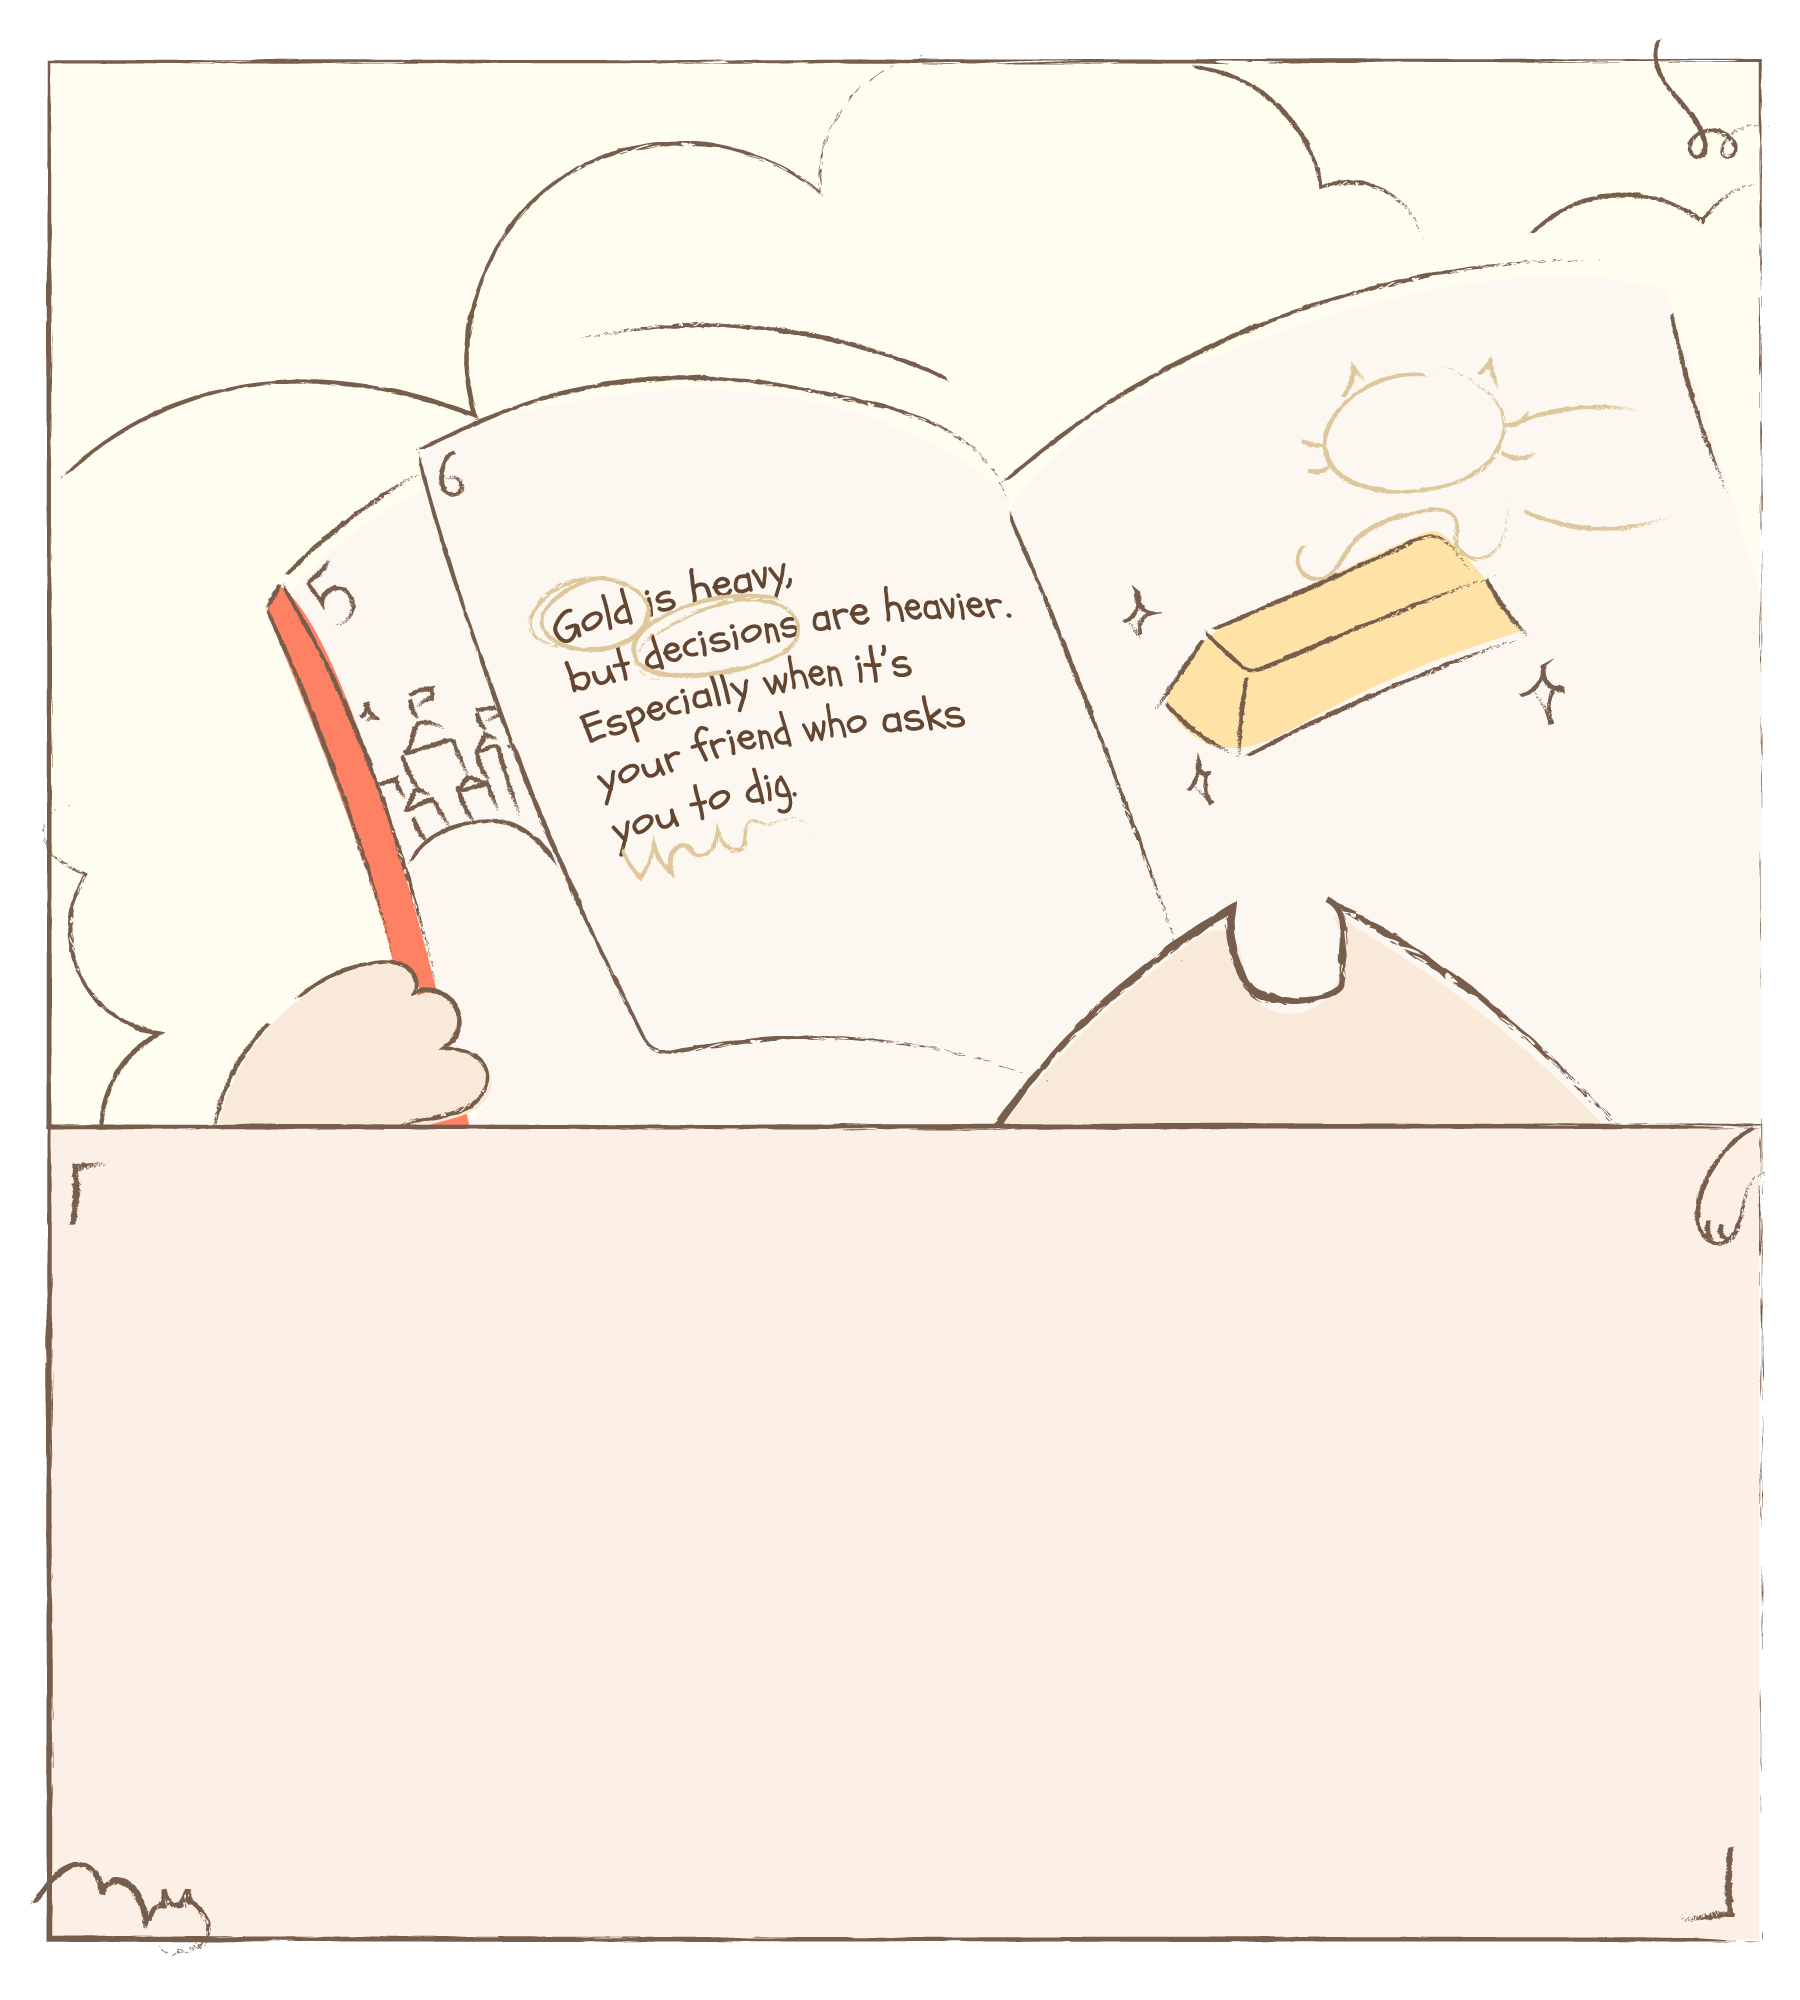 5
6
Gold is heavy,
but decisions are heavier.
Especially when it's
your friend who asks
you to dig.